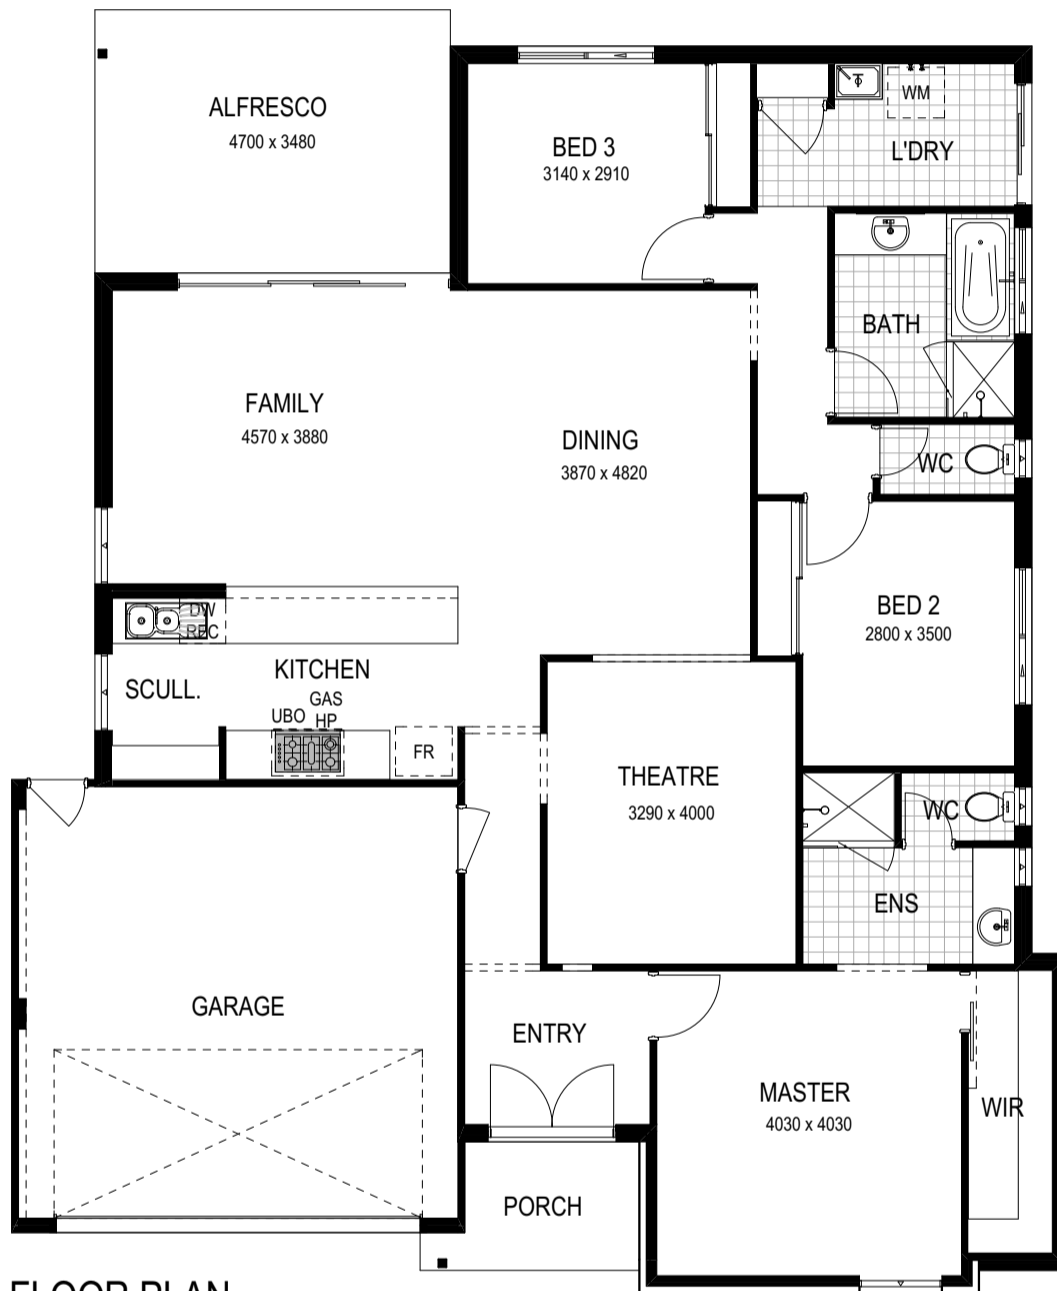 ALFRESCO
4700 x 3480
BED 3
3140 x 2910
WM
L'DRY
BATH
FAMILY
4570 x 3880
DINING
3870 x 4820
WC
BED 2
2800 x 3500
DW
REC
KITCHEN
SCULL.
GAS
UBO HP
FR
THEATRE
3290 x 4000
WC
ENS
GARAGE
ENTRY
MASTER
4030 x 4030
WIR
PORCH
FLOOR PLAN